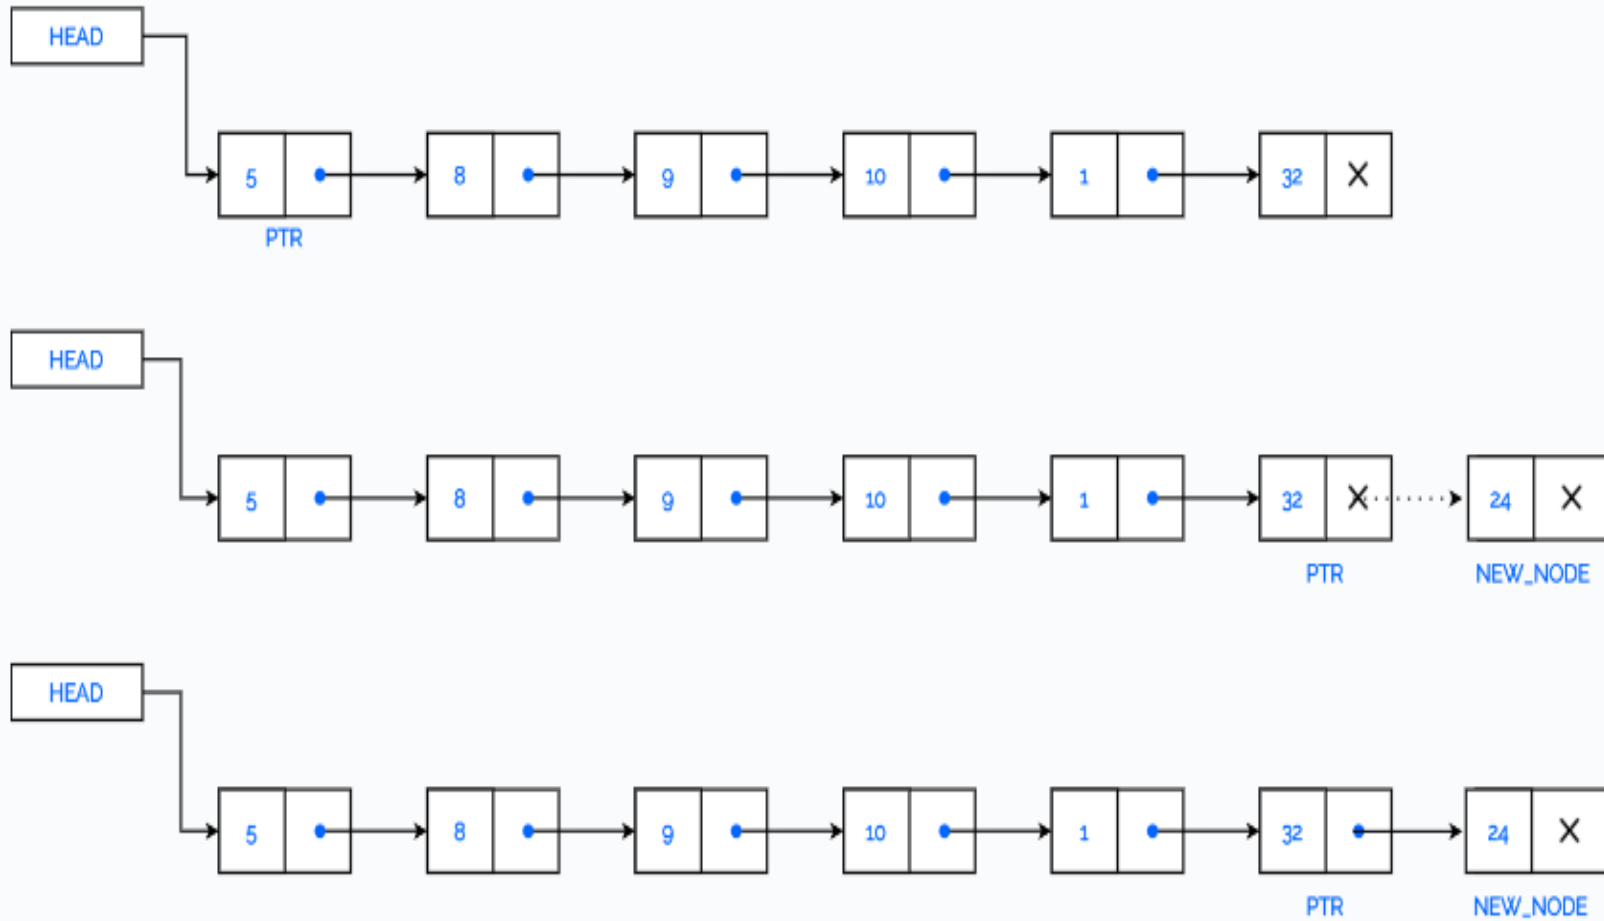 HEAD
5 8 9 10 1 32 X
PTR
HEAD
5 8 9 10 1 32 X 24 X
PTR NEW_NODE
HEAD
5 8 9 10 1 32 24 X
PTR NEW_NODE